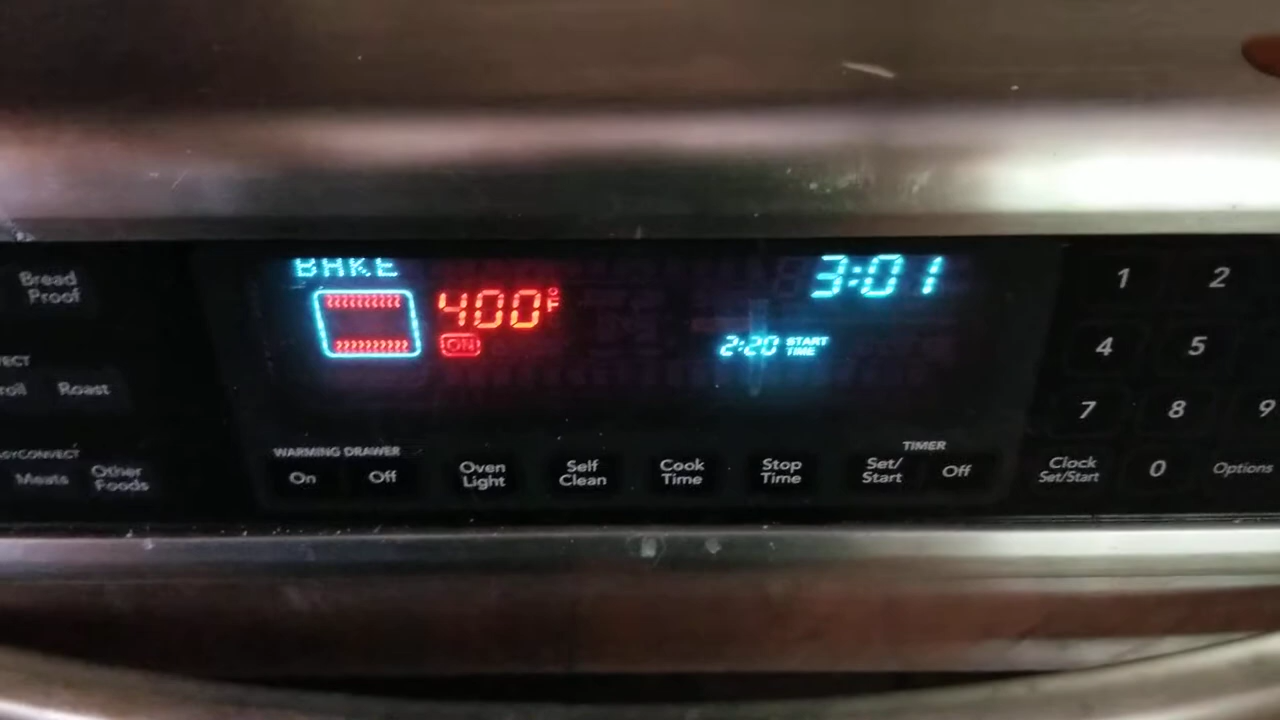 BAKE
400°F
ON
3:01
2:20 START TIME
Bread Proof
Roast
Meats
Other Foods
WARMING DRAWER
On Off
Oven Light
Self Clean
Cook Time
Stop Time
TIMER
Set/Start Off
1 2
4 5
7 8 9
Clock Set/Start
0
Options